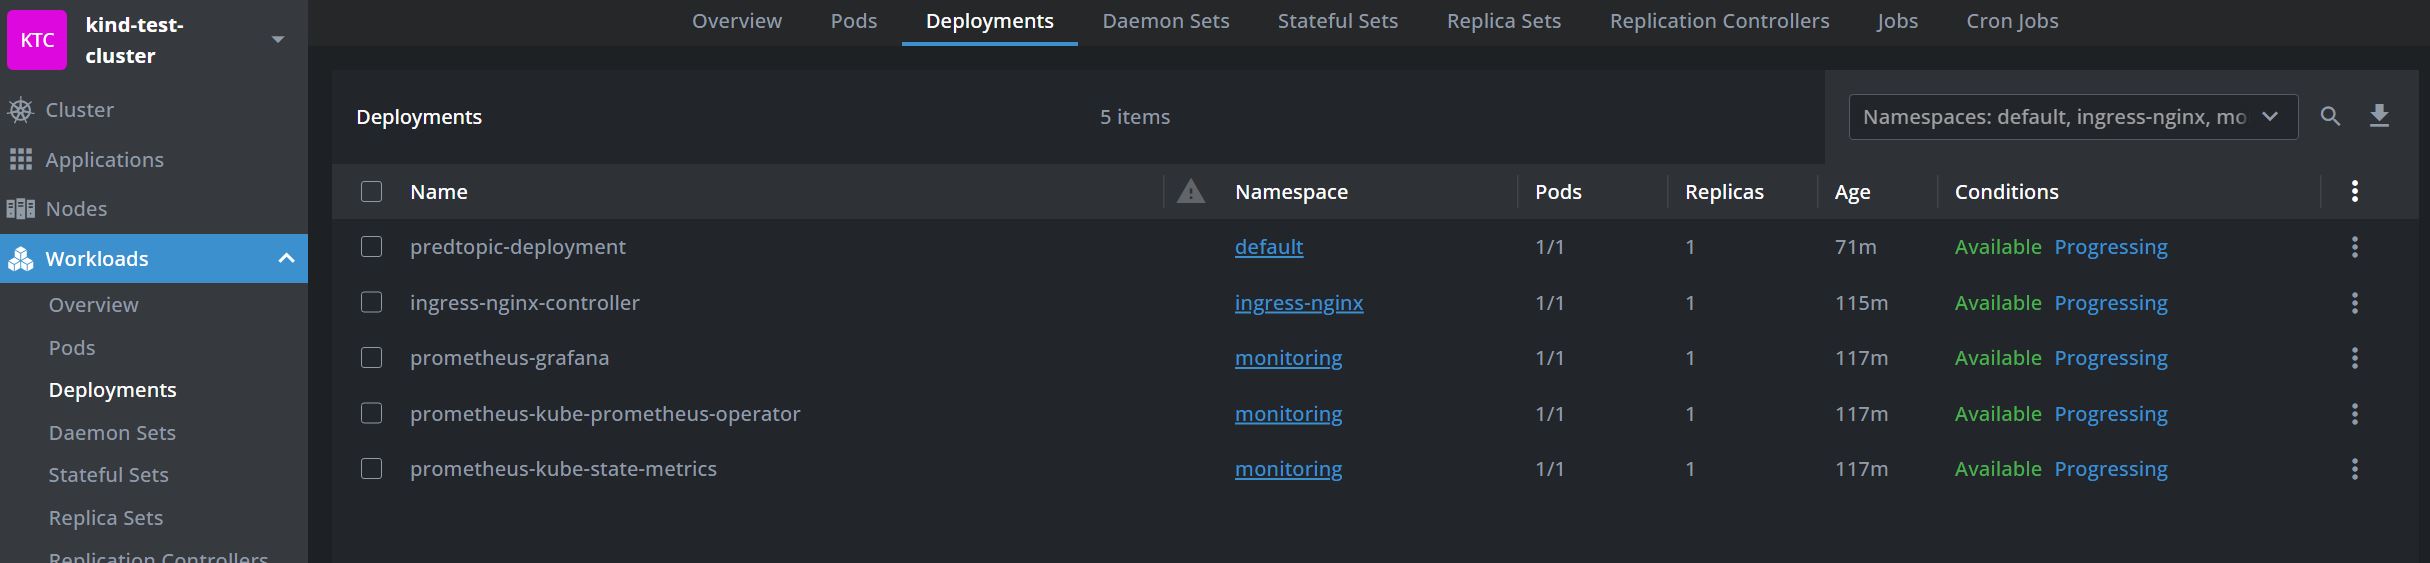 KTC
kind-test-
cluster
Cluster
Applications
Nodes
Workloads
Overview
Pods
Deployments
Daemon Sets
Stateful Sets
Replica Sets
Replication Controllers
Overview Pods Deployments Daemon Sets Stateful Sets Replica Sets Replication Controllers Jobs Cron Jobs
Deployments 5 items Namespaces: default, ingress-nginx, mo
Name Namespace Pods Replicas Age Conditions
predtopic-deployment default 1/1 1 71m Available Progressing
ingress-nginx-controller ingress-nginx 1/1 1 115m Available Progressing
prometheus-grafana monitoring 1/1 1 117m Available Progressing
prometheus-kube-prometheus-operator monitoring 1/1 1 117m Available Progressing
prometheus-kube-state-metrics monitoring 1/1 1 117m Available Progressing